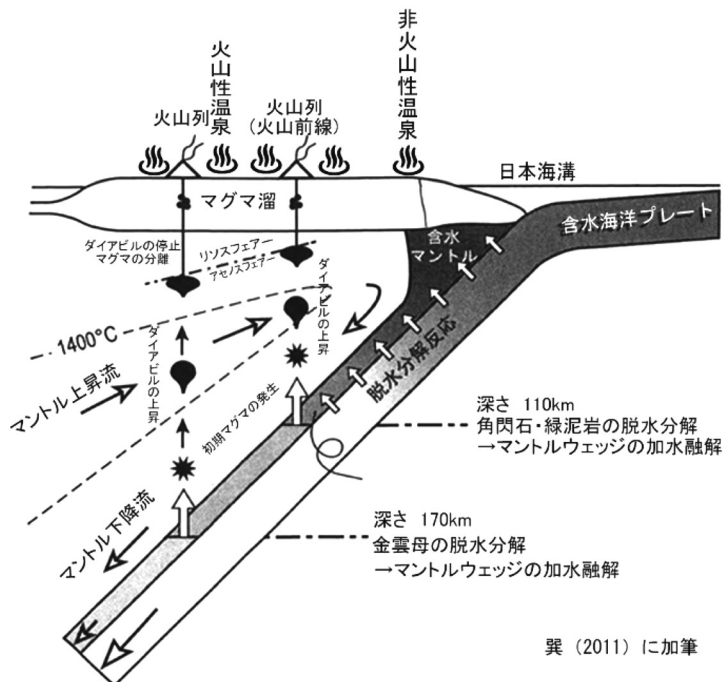 非火山性温泉
火山性温泉
火山列
火山列
(火山前線)
日本海溝
マグマ溜
含水海洋プレート
含水
マントル
ダイアピルの停止
マグマの分離
リソスフェアー
アセノスフェアー
ダイアピルの上昇
1400°C
ダイアピルの上昇
マントル上昇流
脱水分解反応
初期マグマの発生
深さ 110km
角閃石・緑泥岩の脱水分解
→マントルウェッジの加水融解
マントル下降流
深さ 170km
金雲母の脱水分解
→マントルウェッジの加水融解
巽 (2011) に加筆